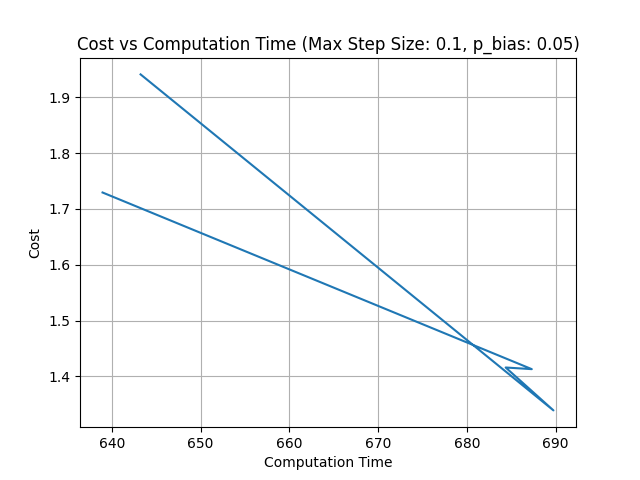 Cost vs Computation Time (Max Step Size: 0.1, p_bias: 0.05)
1.9
1.8
1.7
1.6
1.5
1.4
Cost
640 650 660 670 680 690
Computation Time